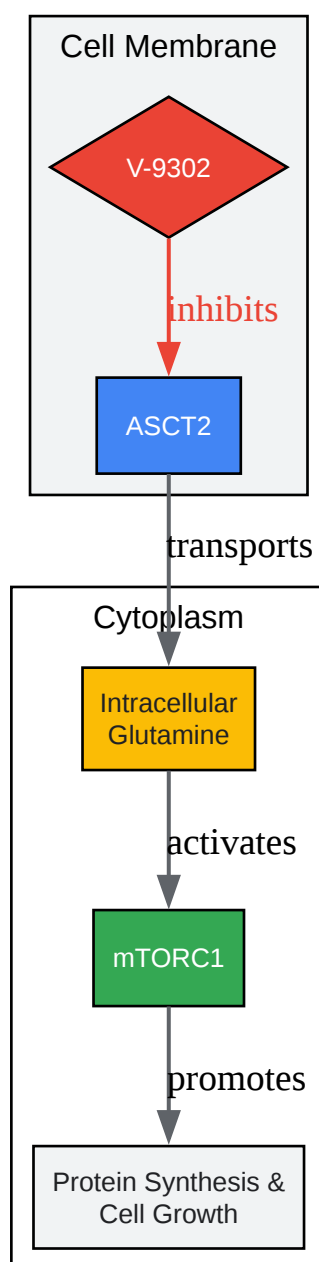 Cell Membrane
V-9302
inhibits
ASCT2
transports
Cytoplasm
Intracellular
Glutamine
activates
mTORC1
promotes
Protein Synthesis &
Cell Growth